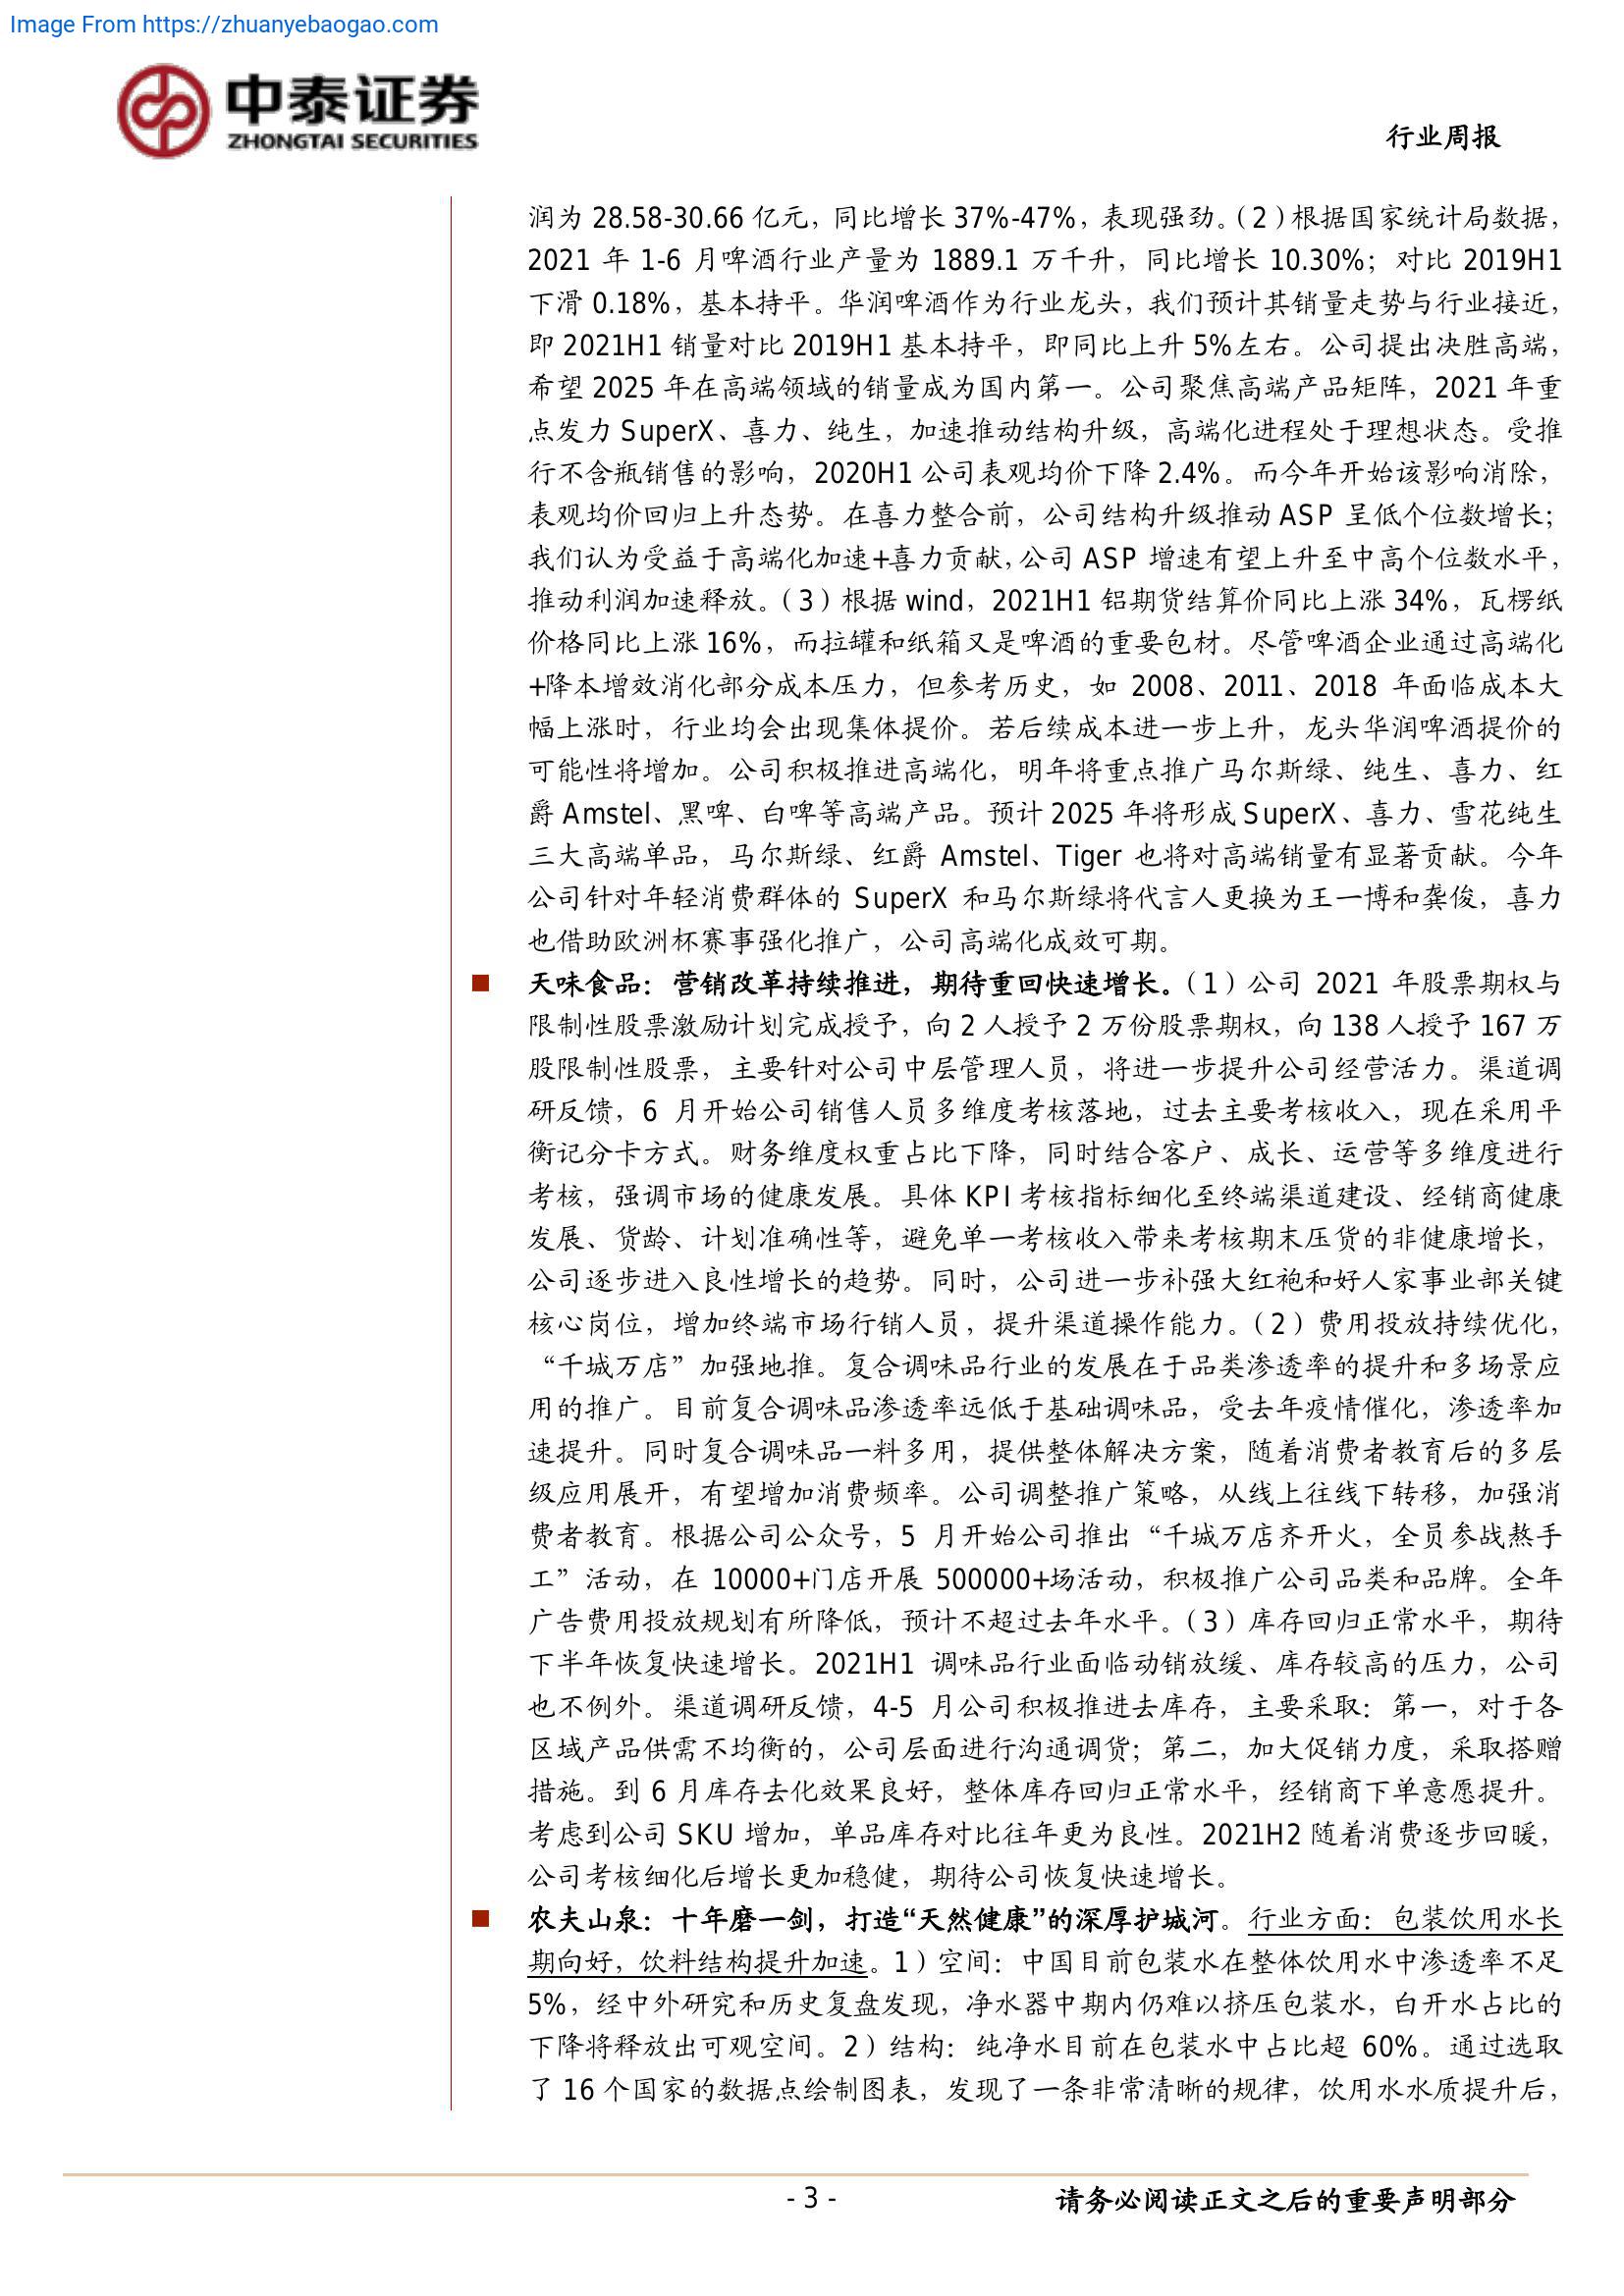 Image From https://zhuanyebaogao.com
中泰证券
ZHONGTAI SECURITIES
行业周报
润为 28.58-30.66 亿元，同比增长 37%-47%，表现强劲。（2）根据国家统计局数据，
2021 年 1-6 月啤酒行业产量为 1889.1 万千升，同比增长 10.30%；对比 2019H1
下滑 0.18%，基本持平。华润啤酒作为行业龙头，我们预计其销量走势与行业接近，
即 2021H1 销量对比 2019H1 基本持平，即同比上升 5%左右。公司提出决胜高端，
希望 2025 年在高端领域的销量成为国内第一。公司聚焦高端产品矩阵，2021 年重
点发力 SuperX、喜力、纯生，加速推动结构升级，高端化进程处于理想状态。受推
行不含瓶销售的影响，2020H1 公司表观均价下降 2.4%。而今年开始该影响消除，
表观均价回归上升态势。在喜力整合前，公司结构升级推动 ASP 呈低个位数增长；
我们认为受益于高端化加速+喜力贡献，公司 ASP 增速有望上升至中高个位数水平，
推动利润加速释放。（3）根据 wind，2021H1 铝期货结算价同比上涨 34%，瓦楞纸
价格同比上涨 16%，而拉罐和纸箱又是啤酒的重要包材。尽管啤酒企业通过高端化
+降本增效消化部分成本压力，但参考历史，如 2008、2011、2018 年面临成本大
幅上涨时，行业均会出现集体提价。若后续成本进一步上升，龙头华润啤酒提价的
可能性将增加。公司积极推进高端化，明年将重点推广马尔斯绿、纯生、喜力、红
爵 Amstel、黑啤、白啤等高端产品。预计 2025 年将形成 SuperX、喜力、雪花纯生
三大高端单品，马尔斯绿、红爵 Amstel、Tiger 也将对高端销量有显著贡献。今年
公司针对年轻消费群体的 SuperX 和马尔斯绿将代言人更换为王一博和龚俊，喜力
也借助欧洲杯赛事强化推广，公司高端化成效可期。
■ 天味食品：营销改革持续推进，期待重回快速增长。（1）公司 2021 年股票期权与
限制性股票激励计划完成授予，向 2 人授予 2 万份股票期权，向 138 人授予 167 万
股限制性股票，主要针对公司中层管理人员，将进一步提升公司经营活力。渠道调
研反馈，6 月开始公司销售人员多维度考核落地，过去主要考核收入，现在采用平
衡记分卡方式。财务维度权重占比下降，同时结合客户、成长、运营等多维度进行
考核，强调市场的健康发展。具体 KPI 考核指标细化至终端渠道建设、经销商健康
发展、货龄、计划准确性等，避免单一考核收入带来考核期末压货的非健康增长，
公司逐步进入良性增长的趋势。同时，公司进一步补强大红袍和好人家事业部关键
核心岗位，增加终端市场行销人员，提升渠道操作能力。（2）费用投放持续优化，
“千城万店”加强地推。复合调味品行业的发展在于品类渗透率的提升和多场景应
用的推广。目前复合调味品渗透率远低于基础调味品，受去年疫情催化，渗透率加
速提升。同时复合调味品一料多用，提供整体解决方案，随着消费者教育后的多层
级应用展开，有望增加消费频率。公司调整推广策略，从线上往线下转移，加强消
费者教育。根据公司公众号，5 月开始公司推出“千城万店齐开火，全员参战熬手
工”活动，在 10000+门店开展 500000+场活动，积极推广公司品类和品牌。全年
广告费用投放规划有所降低，预计不超过去年水平。（3）库存回归正常水平，期待
下半年恢复快速增长。2021H1 调味品行业面临动销放缓、库存较高的压力，公司
也不例外。渠道调研反馈，4-5 月公司积极推进去库存，主要采取：第一，对于各
区域产品供需不均衡的，公司层面进行沟通调货；第二，加大促销力度，采取搭赠
措施。到 6 月库存去化效果良好，整体库存回归正常水平，经销商下单意愿提升。
考虑到公司 SKU 增加，单品库存对比往年更为良性。2021H2 随着消费逐步回暖，
公司考核细化后增长更加稳健，期待公司恢复快速增长。
■ 农夫山泉：十年磨一剑，打造“天然健康”的深厚护城河。行业方面：包装饮用水长
期向好，饮料结构提升加速。1）空间：中国目前包装水在整体饮用水中渗透率不足
5%，经中外研究和历史复盘发现，净水器中期内仍难以挤压包装水，白开水占比的
下降将释放出可观空间。2）结构：纯净水目前在包装水中占比超 60%。通过选取
了 16 个国家的数据点绘制图表，发现了一条非常清晰的规律，饮用水水质提升后，
- 3 -
请务必阅读正文之后的重要声明部分